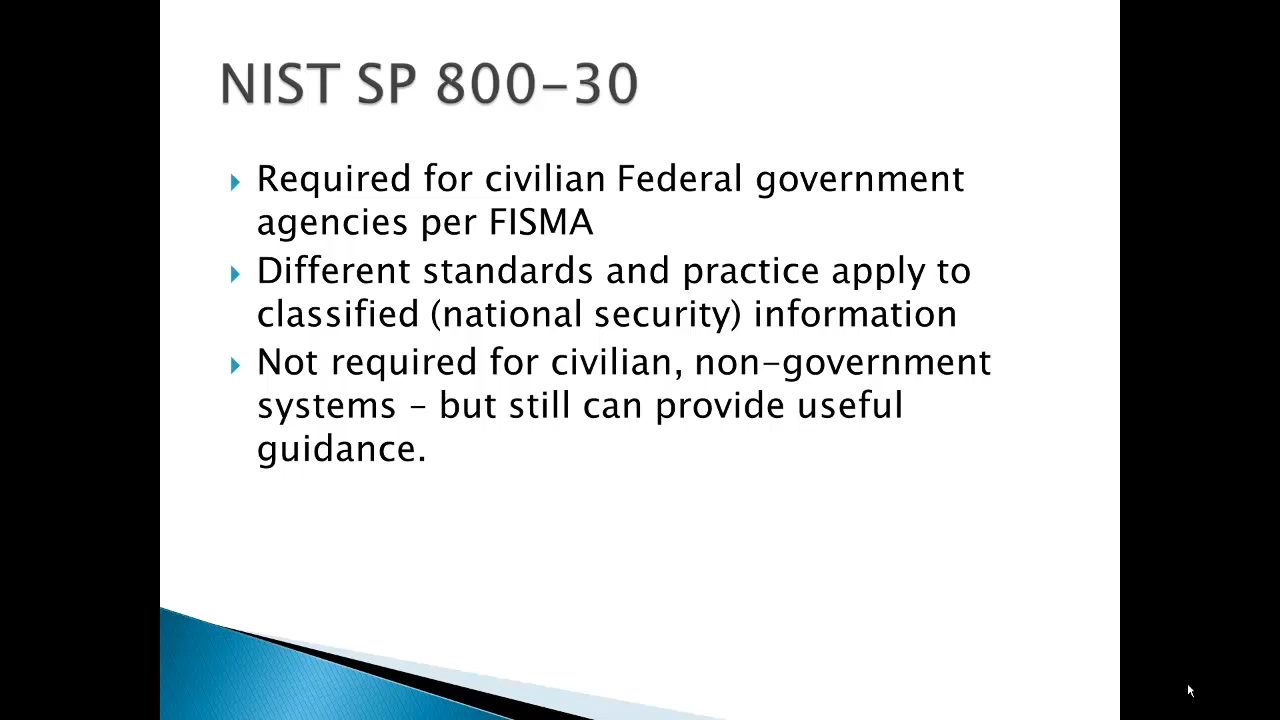 NIST SP 800-30
Required for civilian Federal government
agencies per FISMA
Different standards and practice apply to
classified (national security) information
Not required for civilian, non-government
systems – but still can provide useful
guidance.